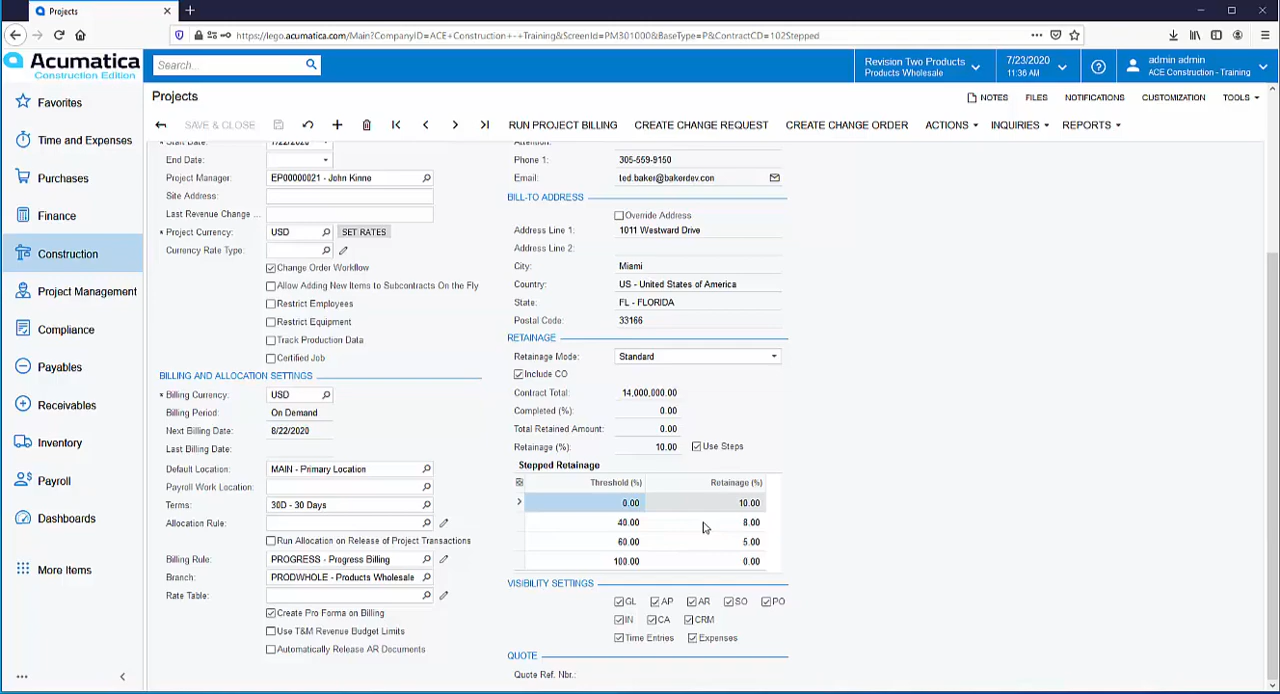 Projects
https://lego.acumatica.com/Main?CompanyID=ACE+Construction+-+Training&ScreenId=PM301000&BaseType=P&ContractCD=102Stepped
Acumatica
Construction Edition
Search...
Revision Two Products
Products Wholesale
7/23/2020
11:36 AM
admin admin
ACE Construction - Training
Favorites
Time and Expenses
Purchases
Finance
Construction
Project Management
Compliance
Payables
Receivables
Inventory
Payroll
Dashboards
More Items
Projects
NOTES FILES NOTIFICATIONS CUSTOMIZATION TOOLS
SAVE & CLOSE RUN PROJECT BILLING CREATE CHANGE REQUEST CREATE CHANGE ORDER ACTIONS INQUIRIES REPORTS
* Start Date: 7/22/2020
End Date:
Project Manager: EP00000021 - John Kinne
Site Address:
Last Revenue Change ...
* Project Currency: USD SET RATES
Currency Rate Type:
Change Order Workflow
Allow Adding New Items to Subcontracts On the Fly
Restrict Employees
Restrict Equipment
Track Production Data
Certified Job
BILLING AND ALLOCATION SETTINGS
* Billing Currency: USD
Billing Period: On Demand
Next Billing Date: 8/22/2020
Last Billing Date:
Default Location: MAIN - Primary Location
Payroll Work Location:
Terms: 30D - 30 Days
Allocation Rule:
Run Allocation on Release of Project Transactions
Billing Rule: PROGRESS - Progress Billing
Branch: PRODWHOLE - Products Wholesale
Rate Table:
Create Pro Forma on Billing
Use T&M Revenue Budget Limits
Automatically Release AR Documents
Attention:
Phone 1: 305-559-9150
Email: ted.baker@bakerdev.con
BILL-TO ADDRESS
Override Address
Address Line 1: 1011 Westward Drive
Address Line 2:
City: Miami
Country: US - United States of America
State: FL - FLORIDA
Postal Code: 33166
RETAINAGE
Retainage Mode: Standard
Include CO
Contract Total: 14,000,000.00
Completed (%): 0.00
Total Retained Amount: 0.00
Retainage (%): 10.00 Use Steps
Stepped Retainage
Threshold (%) Retainage (%)
0.00 10.00
40.00 8.00
60.00 5.00
100.00 0.00
VISIBILITY SETTINGS
GL AP AR SO PO
IN CA CRM
Time Entries Expenses
QUOTE
Quote Ref. Nbr.: